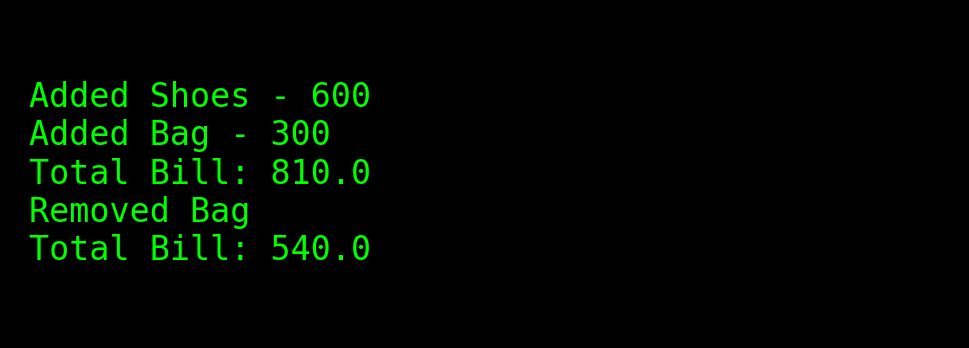 Added Shoes - 600
Added Bag - 300
Total Bill: 810.0
Removed Bag
Total Bill: 540.0